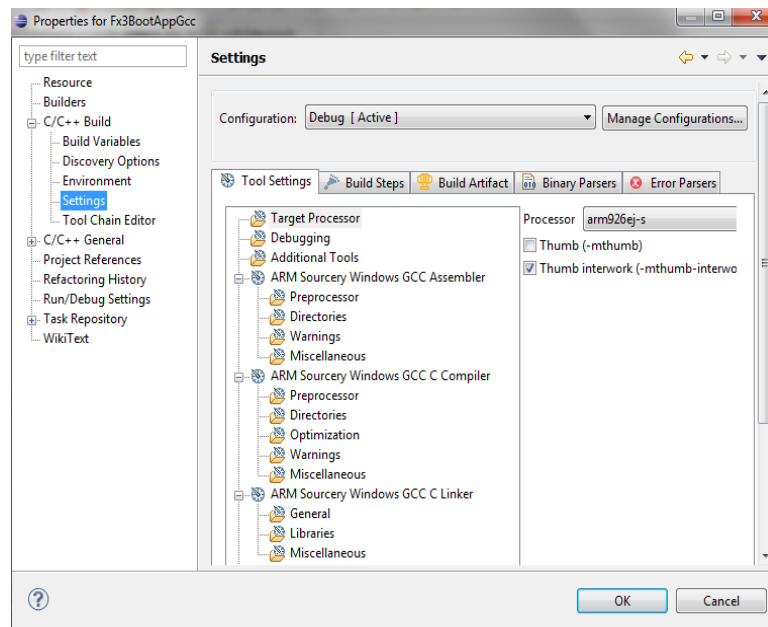 Properties for Fx3BootAppGcc
type filter text
Resource
Builders
C/C++ Build
Build Variables
Discovery Options
Environment
Settings
Tool Chain Editor
C/C++ General
Project References
Refactoring History
Run/Debug Settings
Task Repository
WikiText
Settings
Configuration: Debug [ Active ] Manage Configurations...
Tool Settings Build Steps Build Artifact Binary Parsers Error Parsers
Target Processor
Debugging
Additional Tools
ARM Sourcery Windows GCC Assembler
Preprocessor
Directories
Warnings
Miscellaneous
ARM Sourcery Windows GCC C Compiler
Preprocessor
Directories
Optimization
Warnings
Miscellaneous
ARM Sourcery Windows GCC C Linker
General
Libraries
Miscellaneous
Processor arm926ej-s
Thumb (-mthumb)
Thumb interwork (-mthumb-interwo
OK Cancel